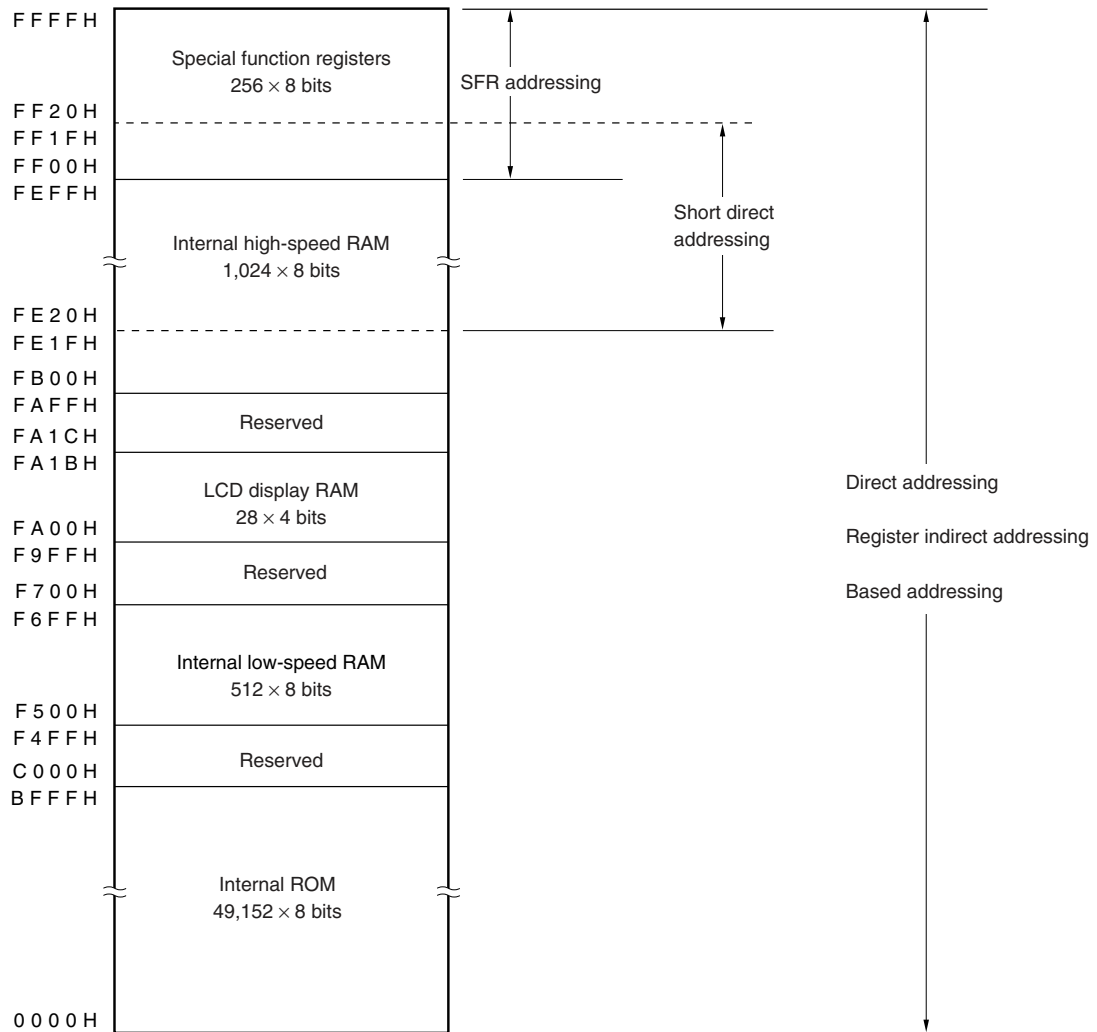 FFFFH
Special function registers
256 × 8 bits
SFR addressing
FF20H
FF1FH
FF00H
FEFFH
Short direct
addressing
Internal high-speed RAM
1,024 × 8 bits
FE20H
FE1FH
FB00H
FAFFH
Reserved
FA1CH
FA1BH
LCD display RAM
28 × 4 bits
FA00H
F9FFH
Reserved
F700H
F6FFH
Internal low-speed RAM
512 × 8 bits
F500H
F4FFH
Reserved
C000H
BFFFH
Internal ROM
49,152 × 8 bits
0000H
Direct addressing
Register indirect addressing
Based addressing